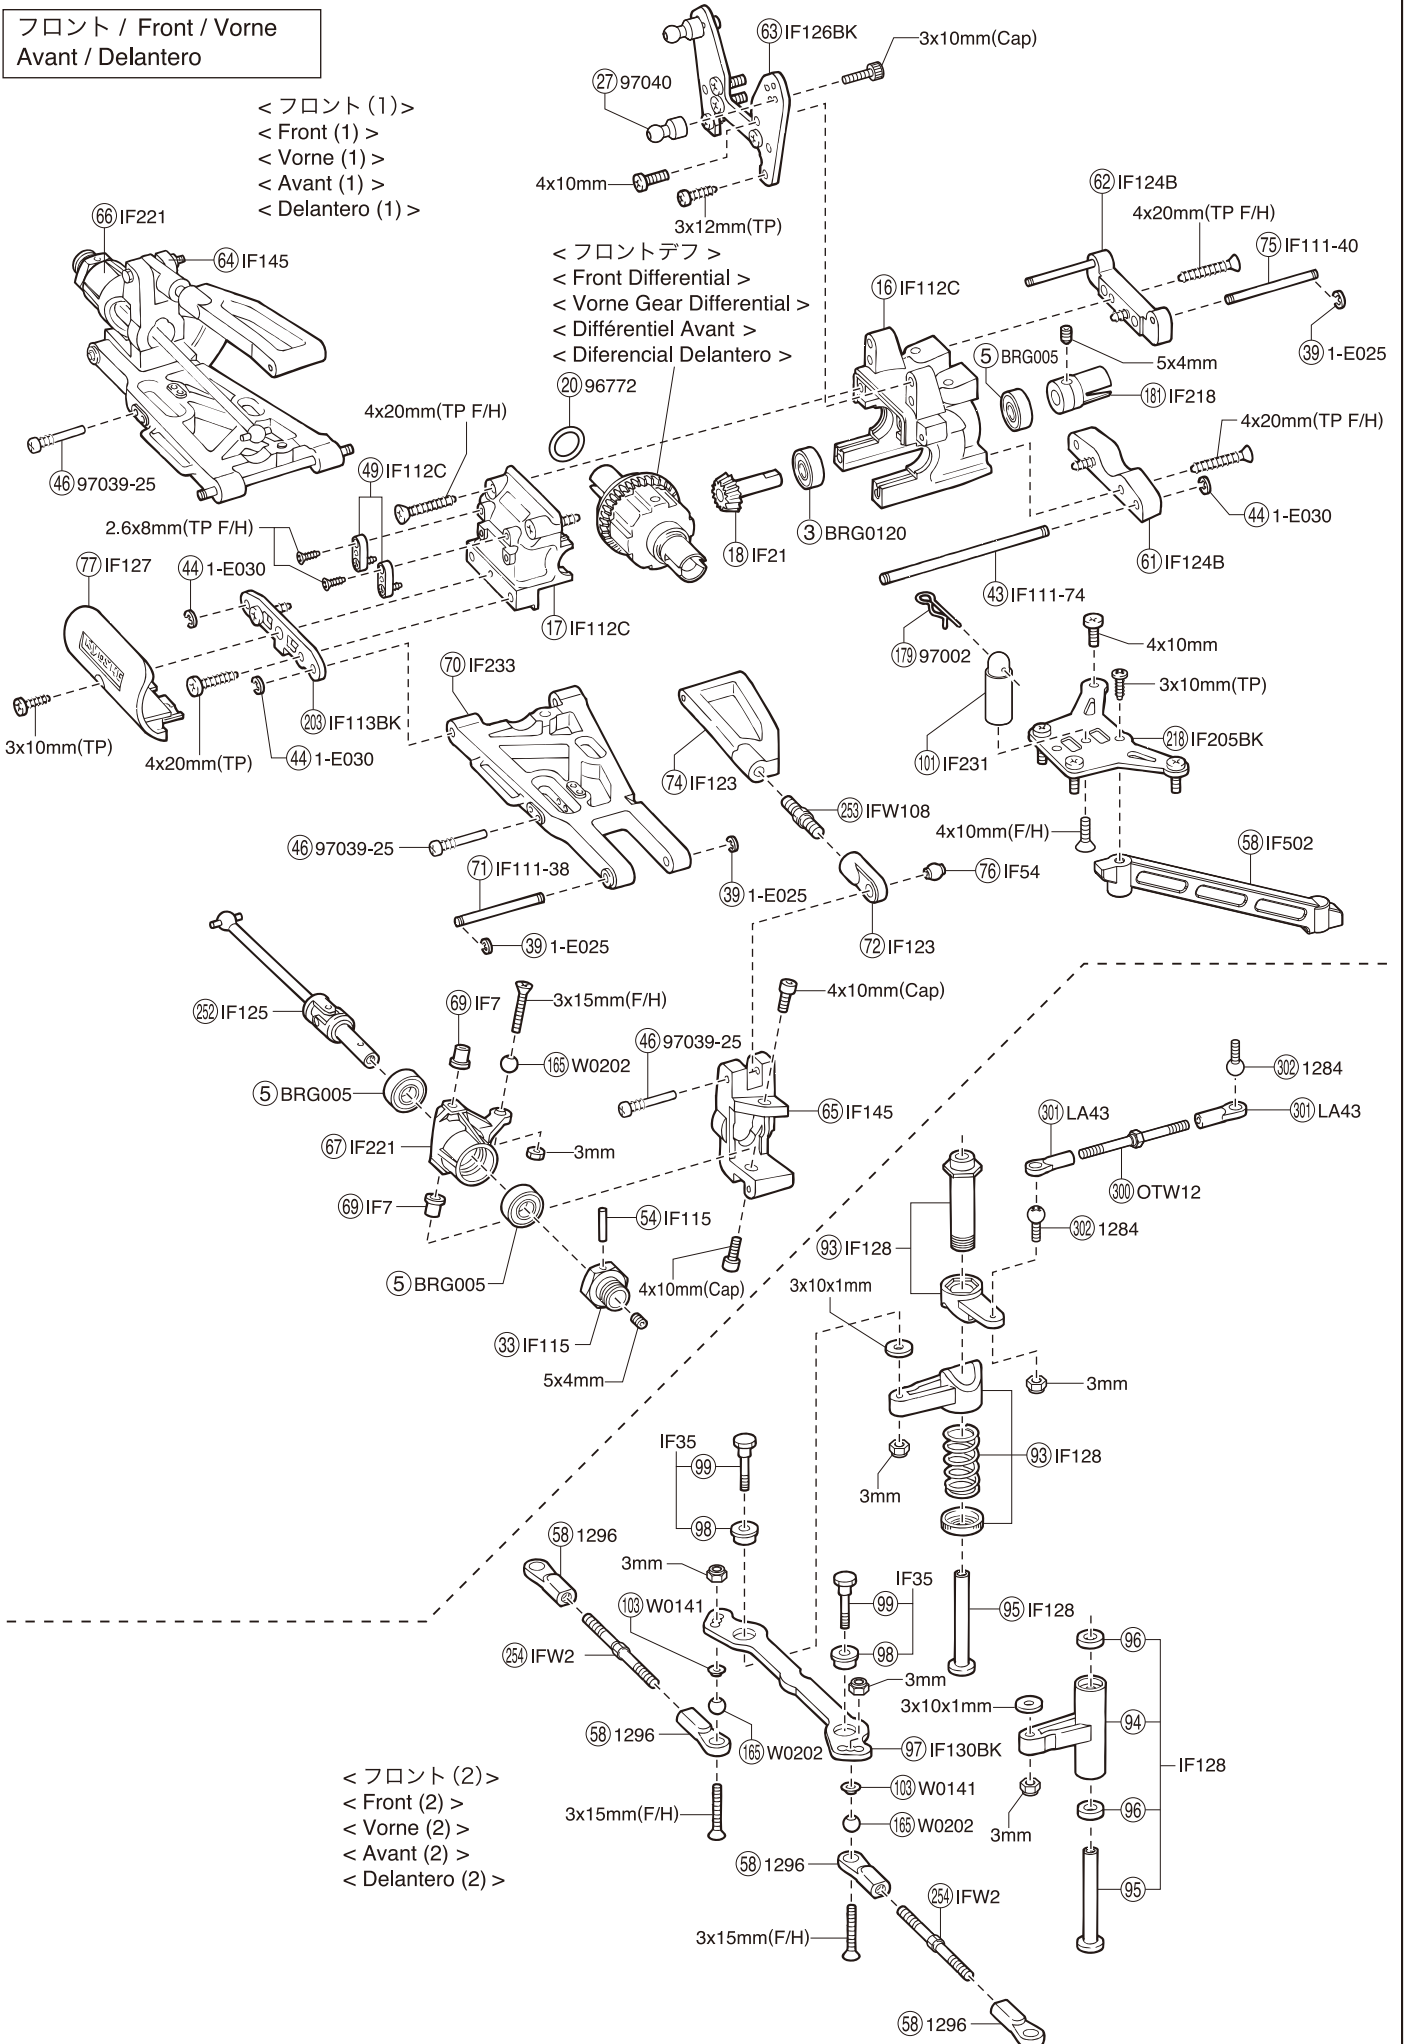 フロント / Front / Vorne
Avant / Delantero
< フロント (1) >
< Front (1) >
< Vorne (1) >
< Avant (1) >
< Delantero (1) >
63 IF126BK
3x10mm(Cap)
27 97040
4x10mm
3x12mm(TP)
62 IF124B
4x20mm(TP F/H)
75 IF111-40
66 IF221
64 IF145
< フロントデフ >
< Front Differential >
< Vorne Gear Differential >
< Différentiel Avant >
< Diferencial Delantero >
16 IF112C
5 BRG005
5x4mm
39 1-E025
20 96772
181 IF218
4x20mm(TP F/H)
4x20mm(TP F/H)
46 97039-25
49 IF112C
44 1-E030
2.6x8mm(TP F/H)
3 BRG0120
18 IF21
61 IF124B
77 IF127
44 1-E030
43 IF111-74
17 IF112C
179 97002
4x10mm
70 IF233
3x10mm(TP)
203 IF113BK
218 IF205BK
3x10mm(TP)
4x20mm(TP)
44 1-E030
74 IF123
101 IF231
253 IFW108
4x10mm(F/H)
46 97039-25
58 IF502
71 IF111-38
76 IF54
39 1-E025
39 1-E025
72 IF123
252 IF125
69 IF7
3x15mm(F/H)
4x10mm(Cap)
46 97039-25
165 W0202
302 1284
5 BRG005
65 IF145
301 LA43
301 LA43
67 IF221
3mm
300 OTW12
69 IF7
54 IF115
302 1284
93 IF128
5 BRG005
4x10mm(Cap)
3x10x1mm
33 IF115
5x4mm
3mm
IF35
99
93 IF128
3mm
98
58 1296
3mm
IF35
99
103 W0141
95 IF128
96
254 IFW2
98
3mm
3x10x1mm
94
58 1296
165 W0202
97 IF130BK
IF128
< フロント (2) >
< Front (2) >
< Vorne (2) >
< Avant (2) >
< Delantero (2) >
103 W0141
96
3x15mm(F/H)
165 W0202
3mm
58 1296
95
254 IFW2
3x15mm(F/H)
58 1296